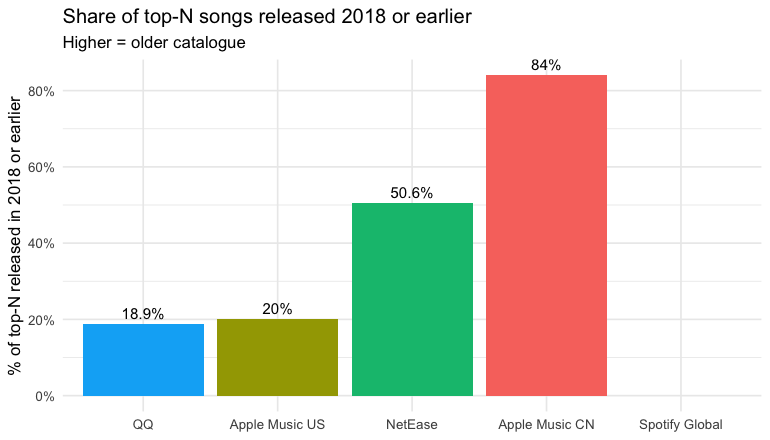 Share of top-N songs released 2018 or earlier
Higher = older catalogue
% of top-N released in 2018 or earlier
80%
60%
40%
20%
0%
18.9%
20%
50.6%
84%
QQ
Apple Music US
NetEase
Apple Music CN
Spotify Global